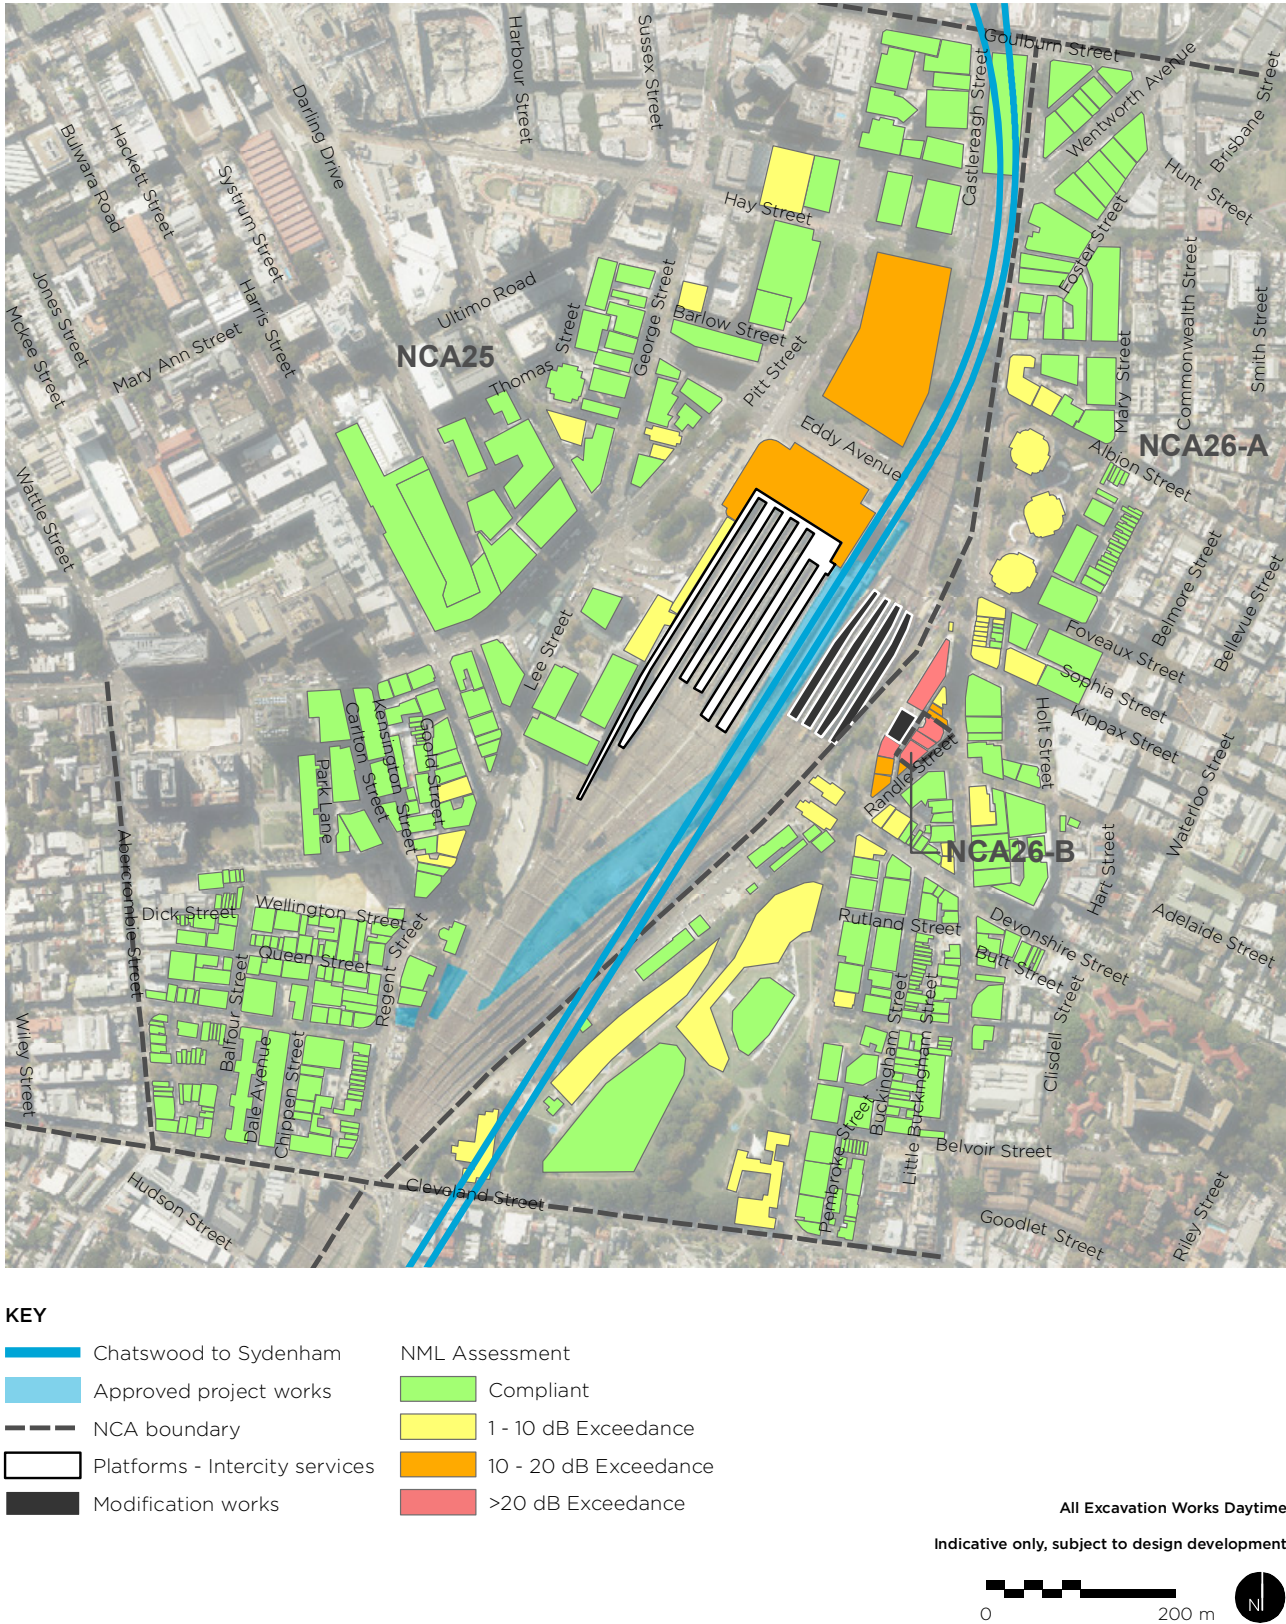 Goulburn Street
Harbour Street
Sussex Street
Castlereagh Street
Wentworth Avenue
Brisbane Street
Darling Drive
Hackett Street
Bulwara Road
Systrum Street
Hunt Street
Hay Street
Foster Street
Commonwealth Street
Smith Street
Jones Street
Mckee Street
Harris Street
Mary Ann Street
Ultimo Road
George Street
Barlow Street
Thomas Street
Pitt Street
NCA25
Mary Street
Eddy Avenue
NCA26-A
Albion Street
Wattle Street
Belmore Street
Bellevue Street
Lee Street
Foveaux Street
Sophia Street
Kippax Street
Holt Street
Carlton Street
Kensington Street
Goold Street
Park Lane
Randle Street
Waterloo Street
NCA26-B
Abercrombie Street
Hart Street
Dick Street
Wellington Street
Queen Street
Regent Street
Rutland Street
Devonshire Street
Butt Street
Adelaide Street
Balfour Street
Wiley Street
Dale Avenue
Chippen Street
Buckingham Street
Little Buckingham Street
Clisdell Street
Pembroke Street
Belvoir Street
Hudson Street
Cleveland Street
Goodlet Street
Riley Street
KEY
Chatswood to Sydenham
Approved project works
NCA boundary
Platforms - Intercity services
Modification works
NML Assessment
Compliant
1 - 10 dB Exceedance
10 - 20 dB Exceedance
>20 dB Exceedance
All Excavation Works Daytime
Indicative only, subject to design development
0 200 m
N